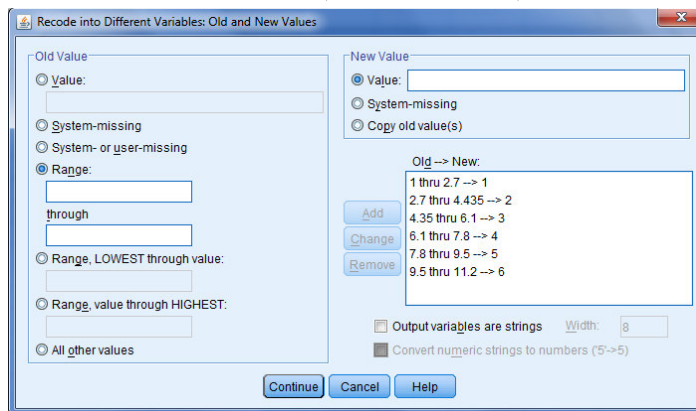 Recode into Different Variables: Old and New Values
Old Value
Value:
System-missing
System- or user-missing
Range:
through
Range, LOWEST through value:
Range, value through HIGHEST:
All other values
New Value
Value:
System-missing
Copy old value(s)
Old --> New:
1 thru 2.7 --> 1
2.7 thru 4.435 --> 2
4.35 thru 6.1 --> 3
6.1 thru 7.8 --> 4
7.8 thru 9.5 --> 5
9.5 thru 11.2 --> 6
Add
Change
Remove
Output variables are strings Width: 8
Convert numeric strings to numbers ('5'->5)
Continue Cancel Help